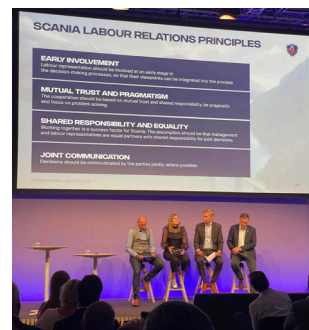 SCANIA LABOUR RELATIONS PRINCIPLES
EARLY INVOLVEMENT
Labour representation should be involved at an early stage in
the decision-making processes, so that their viewpoints can be integrated into the process.
MUTUAL TRUST AND PRAGMATISM
The cooperation should be based on mutual trust and shared responsibility, be pragmatic
and focus on problem solving.
SHARED RESPONSIBILITY AND EQUALITY
Working together is a success factor for Scania. The assumption should be that management
and labour representatives are equal partners with shared responsibility for joint decisions.
JOINT COMMUNICATION
Decisions should be communicated by the parties jointly, where possible.